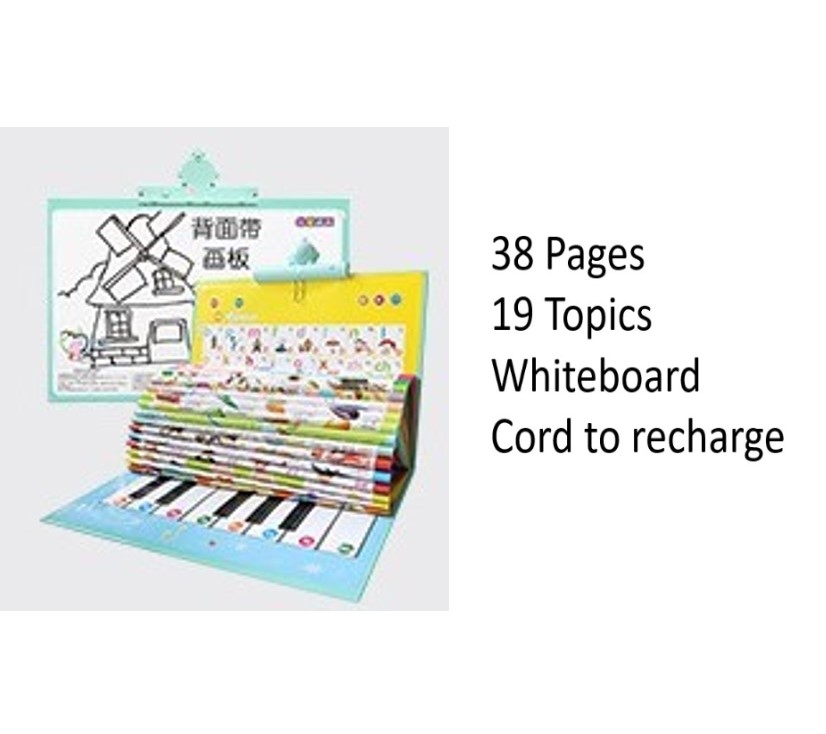 背面带
画板
38 Pages
19 Topics
Whiteboard
Cord to recharge